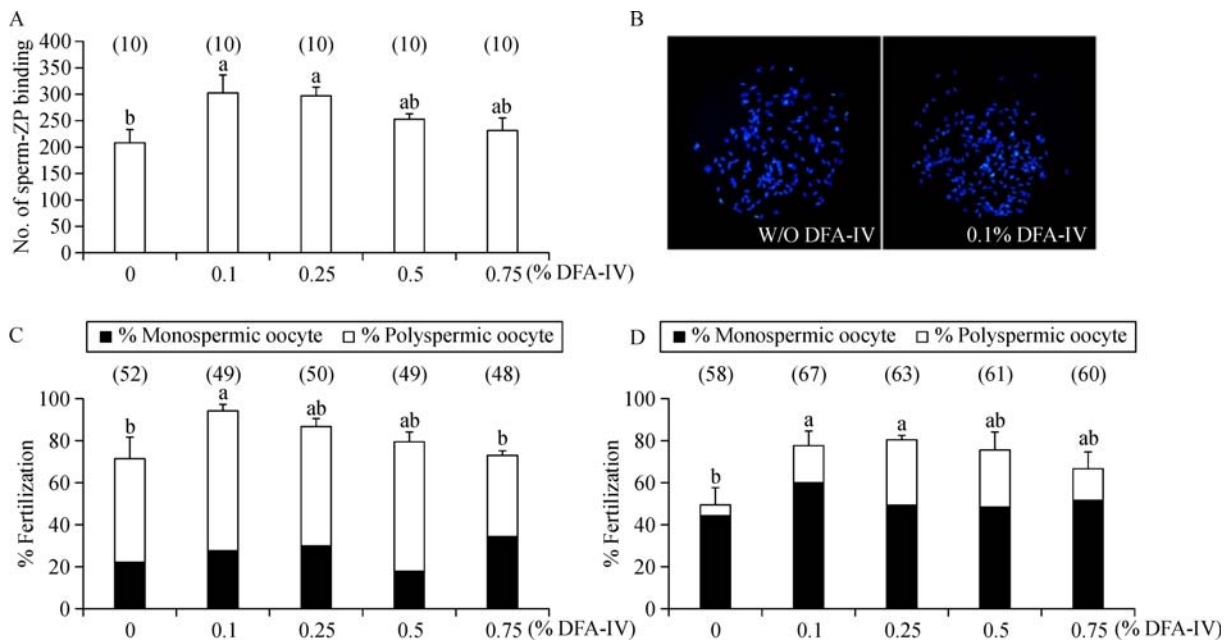 A
(10) (10) (10) (10) (10)
No. of sperm-ZP binding
400
350
300
250
200
150
100
50
0
b a a ab ab
0 0.1 0.25 0.5 0.75 (% DFA-IV)
B
W/O DFA-IV
0.1% DFA-IV
C
% Monospermic oocyte % Polyspermic oocyte
(52) (49) (50) (49) (48)
% Fertilization
100
80
60
40
20
0
b a ab ab b
0 0.1 0.25 0.5 0.75 (% DFA-IV)
D
% Monospermic oocyte % Polyspermic oocyte
(58) (67) (63) (61) (60)
% Fertilization
100
80
60
40
20
0
b a a ab ab
0 0.1 0.25 0.5 0.75 (% DFA-IV)